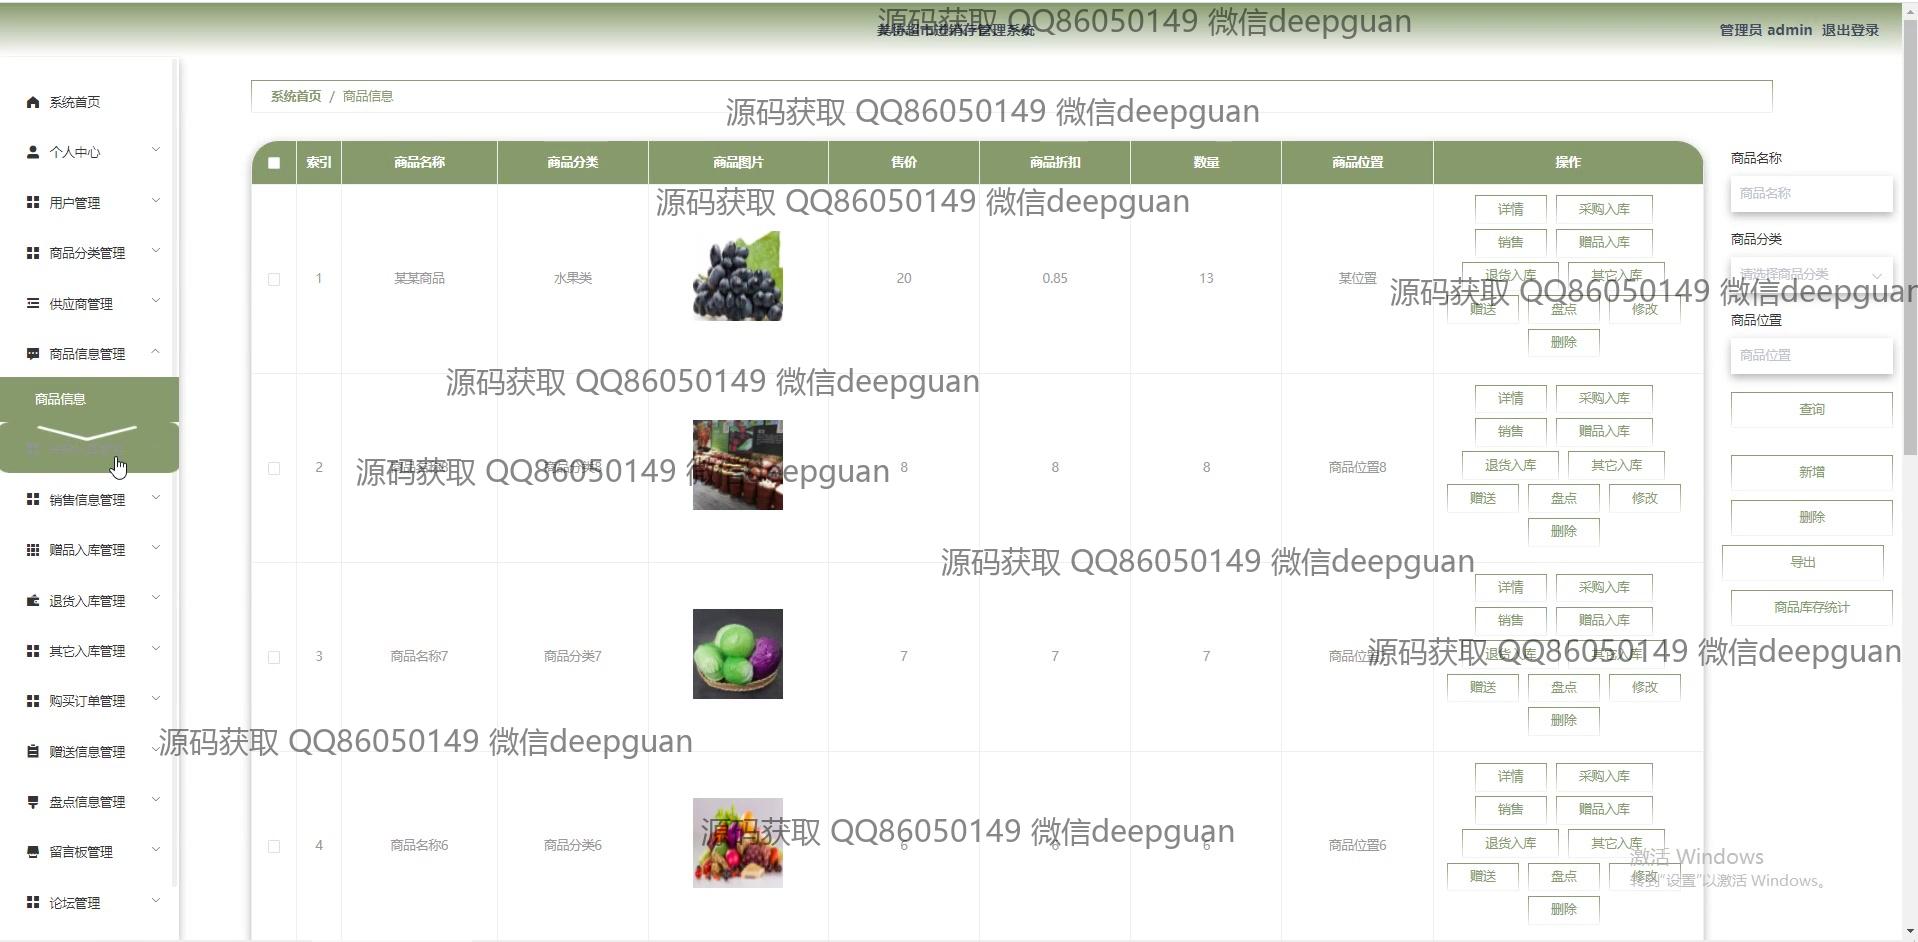 源码获取 QQ86050149 微信deepguan
美特超市进销存管理系统
管理员 admin 退出登录
系统首页
个人中心
用户管理
商品分类管理
供应商管理
商品信息管理
商品信息
销售信息管理
赠品入库管理
退货入库管理
其它入库管理
购买订单管理
赠送信息管理
盘点信息管理
留言板管理
论坛管理
系统首页 / 商品信息
源码获取 QQ86050149 微信deepguan
索引 商品名称 商品分类 商品图片 售价 商品折扣 数量 商品位置 操作
源码获取 QQ86050149 微信deepguan
1 某某商品 水果类 20 0.85 13 某位置
详情 采购入库
销售 赠品入库
退货入库 其它入库
赠送 盘点 修改
删除
源码获取 QQ86050149 微信deepguan
源码获取 QQ86050149 微信deepguan
2 商品名称8 商品分类8 8 8 8 商品位置8
详情 采购入库
销售 赠品入库
退货入库 其它入库
赠送 盘点 修改
删除
源码获取 QQ86050149 微信deepguan
源码获取 QQ86050149 微信deepguan
3 商品名称7 商品分类7 7 7 7 商品位置
详情 采购入库
销售 赠品入库
退货入库 其它入库
赠送 盘点 修改
删除
源码获取 QQ86050149 微信deepguan
源码获取 QQ86050149 微信deepguan
4 商品名称6 商品分类6 6 6 6 商品位置6
详情 采购入库
销售 赠品入库
退货入库 其它入库
赠送 盘点 修改
删除
源码获取 QQ86050149 微信deepguan
商品名称
商品名称
商品分类
请选择商品分类
商品位置
商品位置
查询
新增
删除
导出
商品库存统计
激活 Windows
转到"设置"以激活 Windows。